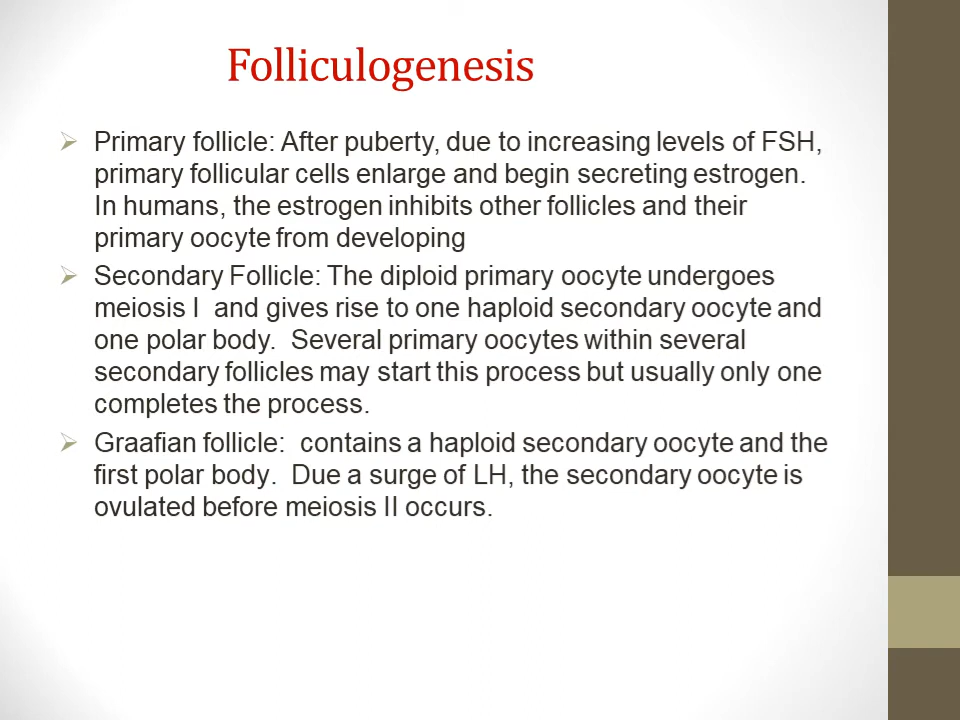 Folliculogenesis
Primary follicle: After puberty, due to increasing levels of FSH,
primary follicular cells enlarge and begin secreting estrogen.
In humans, the estrogen inhibits other follicles and their
primary oocyte from developing
Secondary Follicle: The diploid primary oocyte undergoes
meiosis I  and gives rise to one haploid secondary oocyte and
one polar body.  Several primary oocytes within several
secondary follicles may start this process but usually only one
completes the process.
Graafian follicle:  contains a haploid secondary oocyte and the
first polar body.  Due a surge of LH, the secondary oocyte is
ovulated before meiosis II occurs.